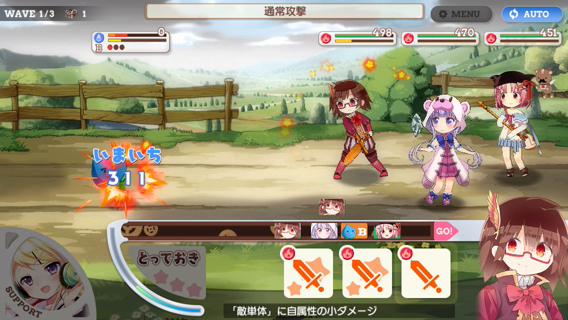 WAVE 1/3
1
通常攻撃
MENU
AUTO
0
B
498
470
451
いまいち
311
B
GO!
とっておき
SUPPORT
「敵単体」に自属性の小ダメージ